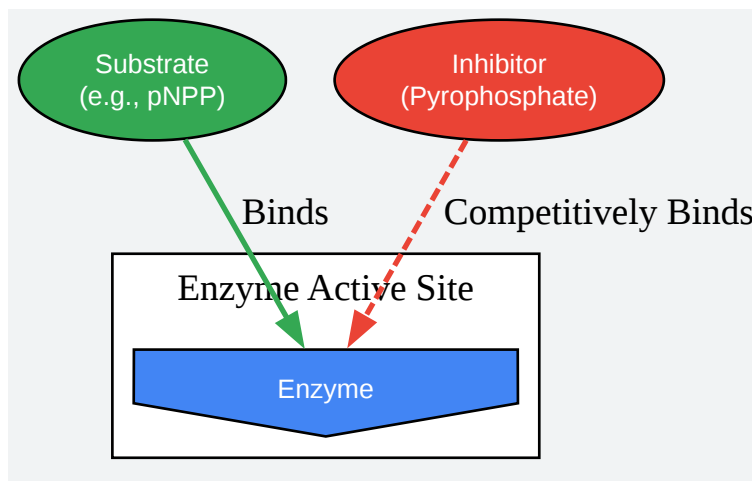 Substrate
(e.g., pNPP)
Inhibitor
(Pyrophosphate)
Binds
Competitively Binds
Enzyme Active Site
Enzyme